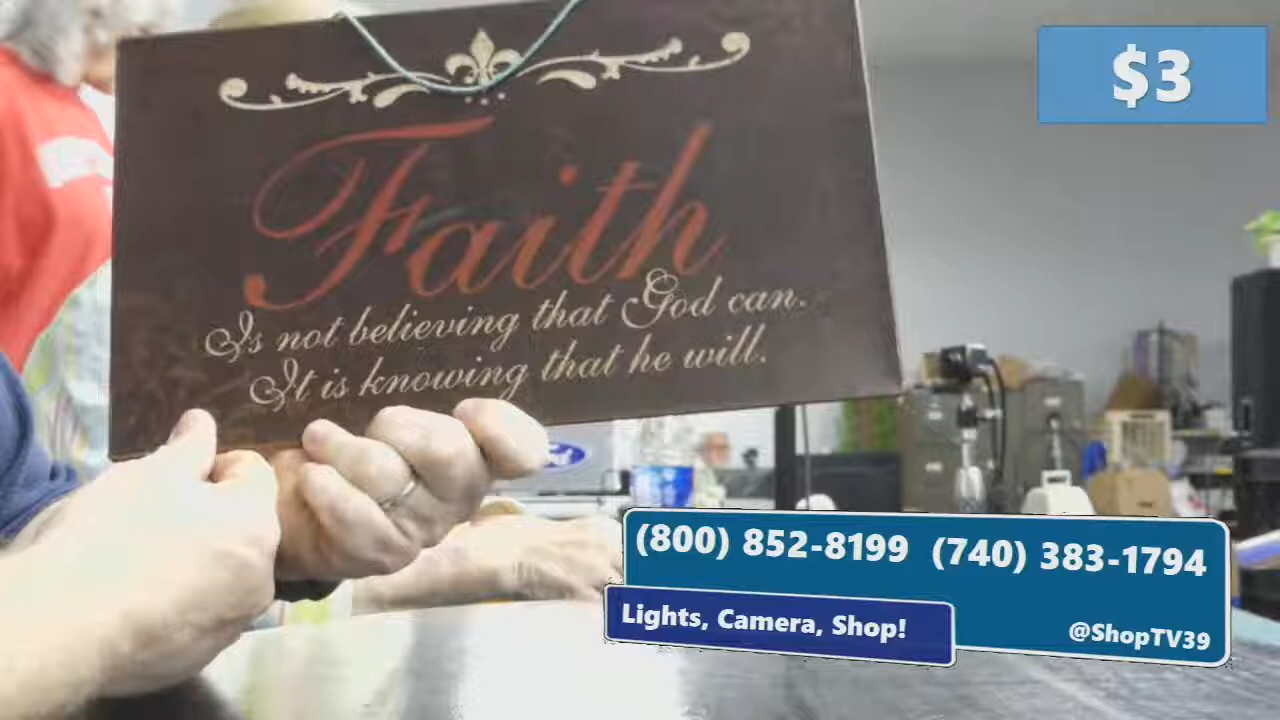 $3
Faith
Is not believing that God can.
It is knowing that he will.
Ford
(800) 852-8199 (740) 383-1794
Lights, Camera, Shop!
@ShopTV39